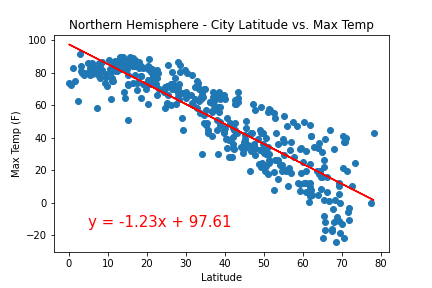 Northern Hemisphere - City Latitude vs. Max Temp
Max Temp (F)
100
80
60
40
20
0
−20
y = -1.23x + 97.61
0 10 20 30 40 50 60 70 80
Latitude